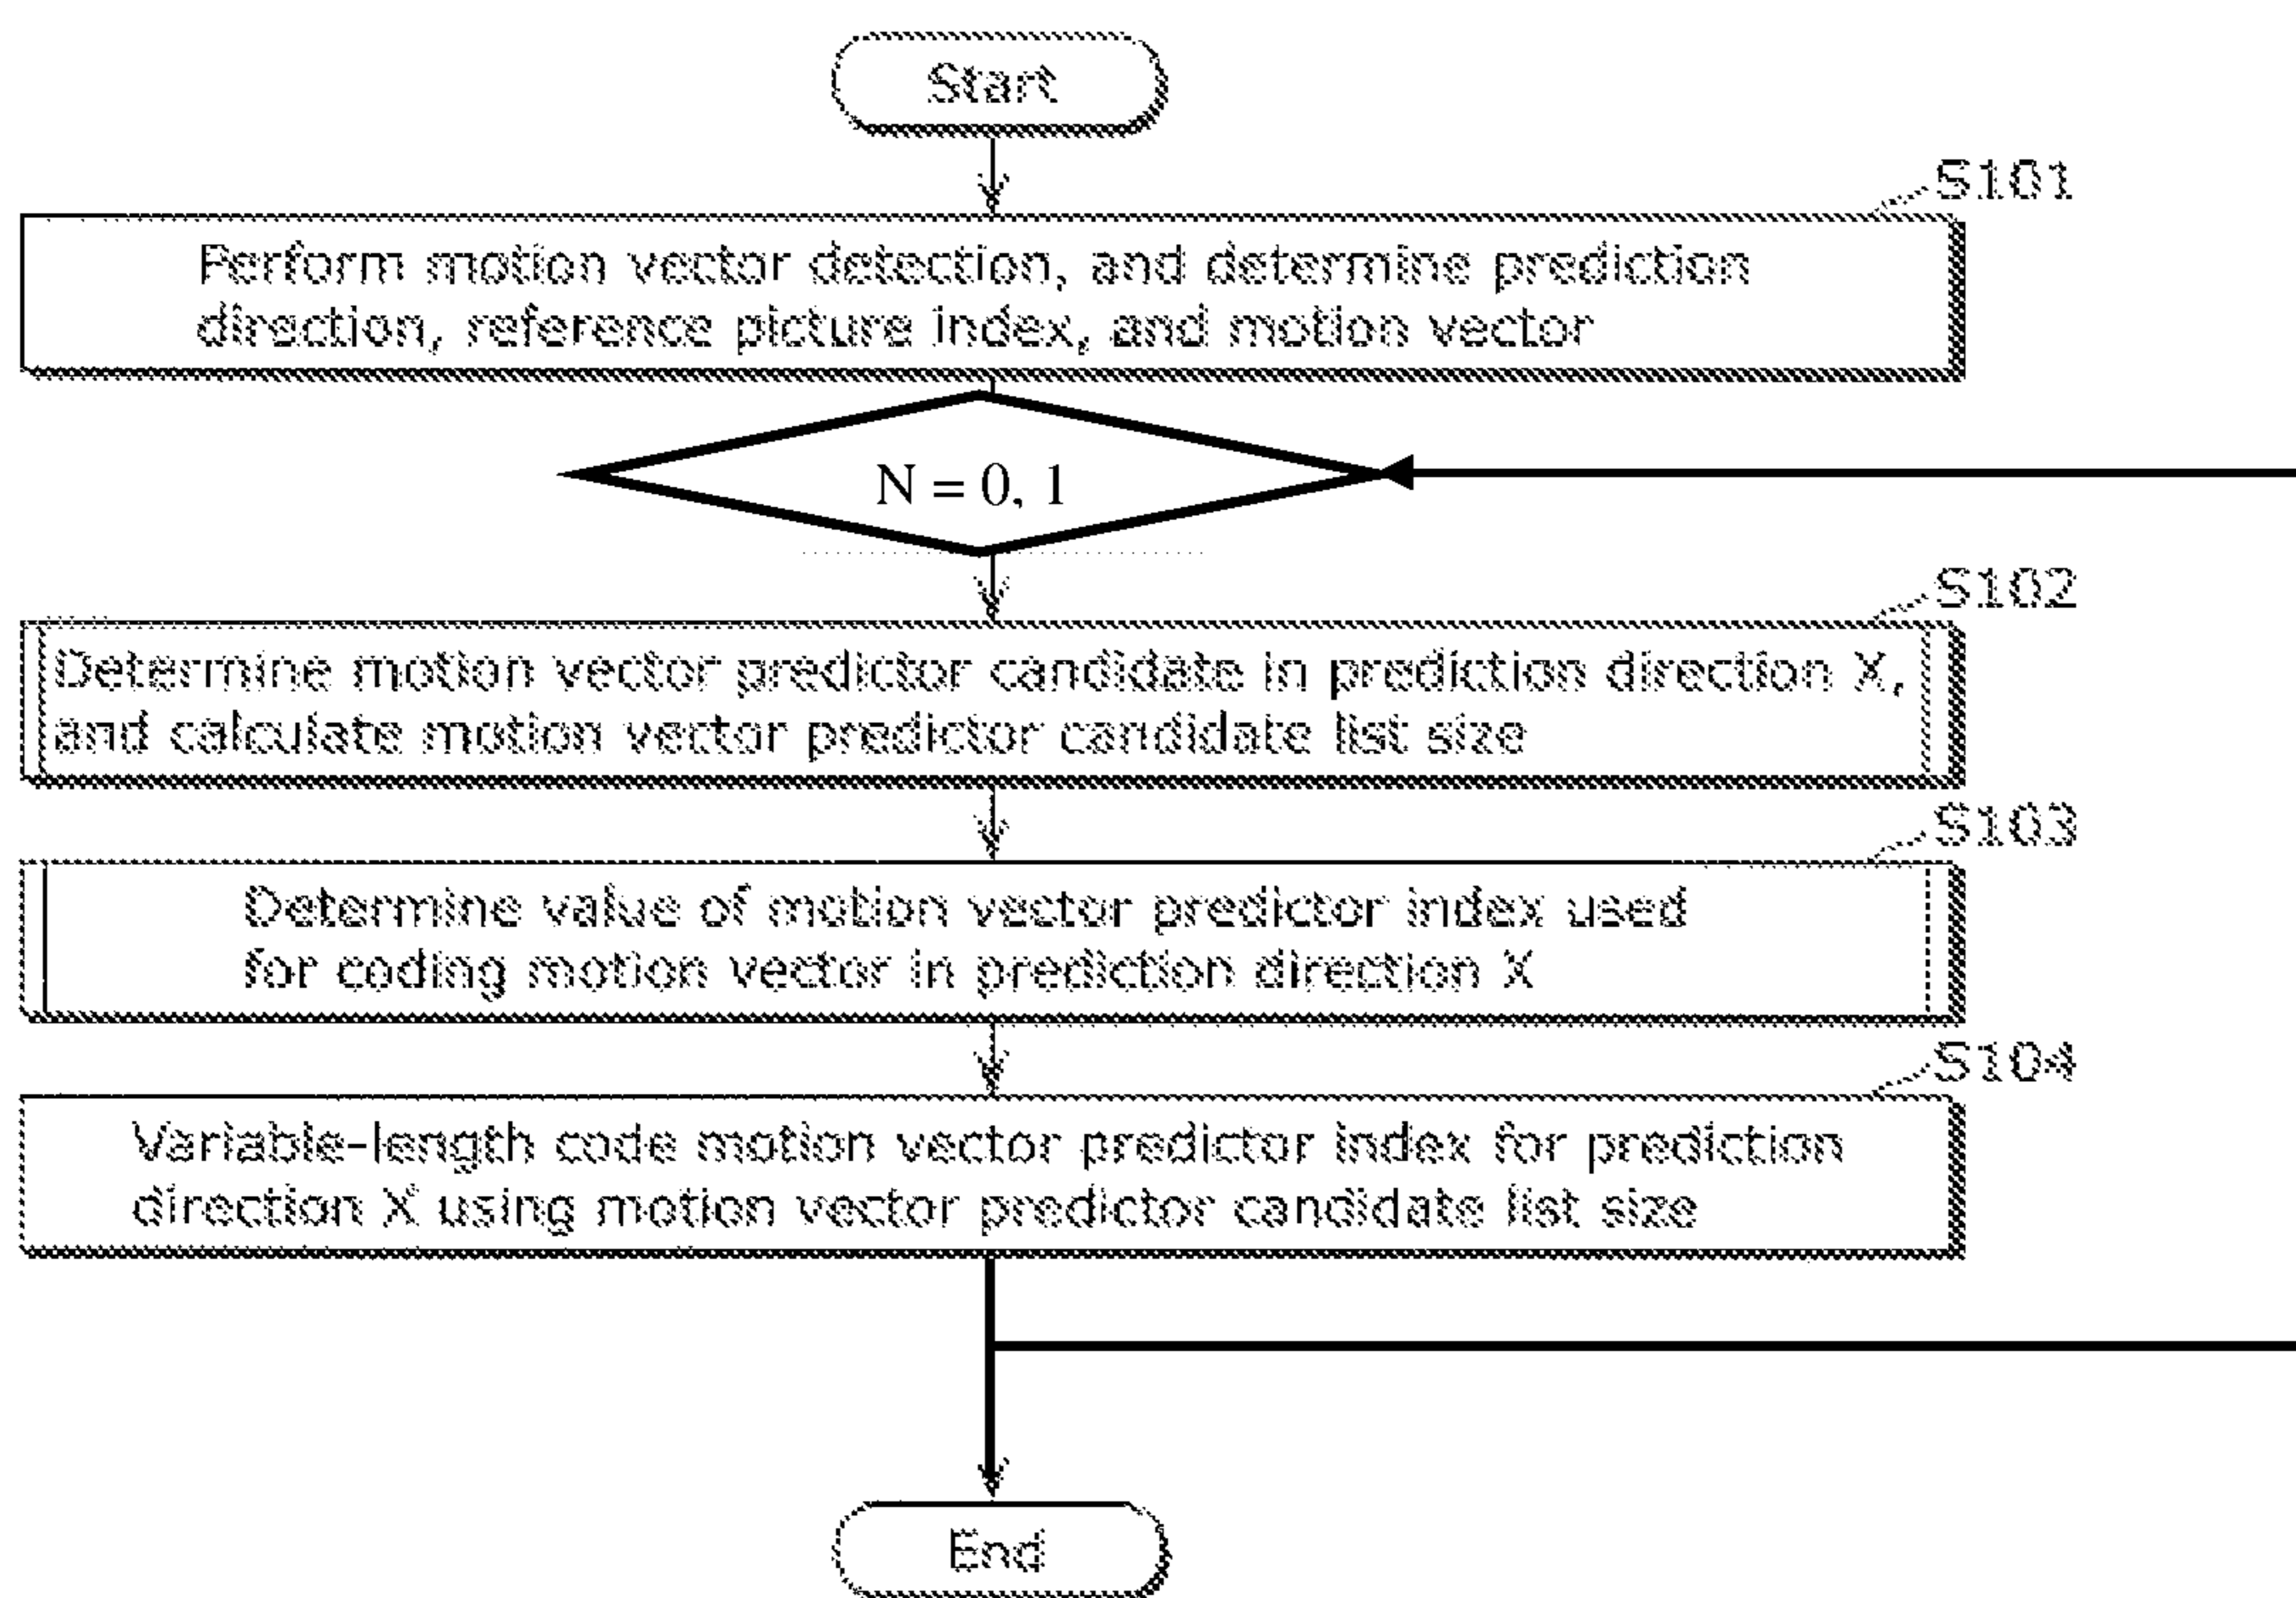 Start
S101
Perform motion vector detection, and determine prediction
direction, reference picture index, and motion vector
N = 0, 1
S102
Determine motion vector predictor candidate in prediction direction X,
and calculate motion vector predictor candidate list size
S103
Determine value of motion vector predictor index used
for coding motion vector in prediction direction X
S104
Variable-length code motion vector predictor index for prediction
direction X using motion vector predictor candidate list size
End